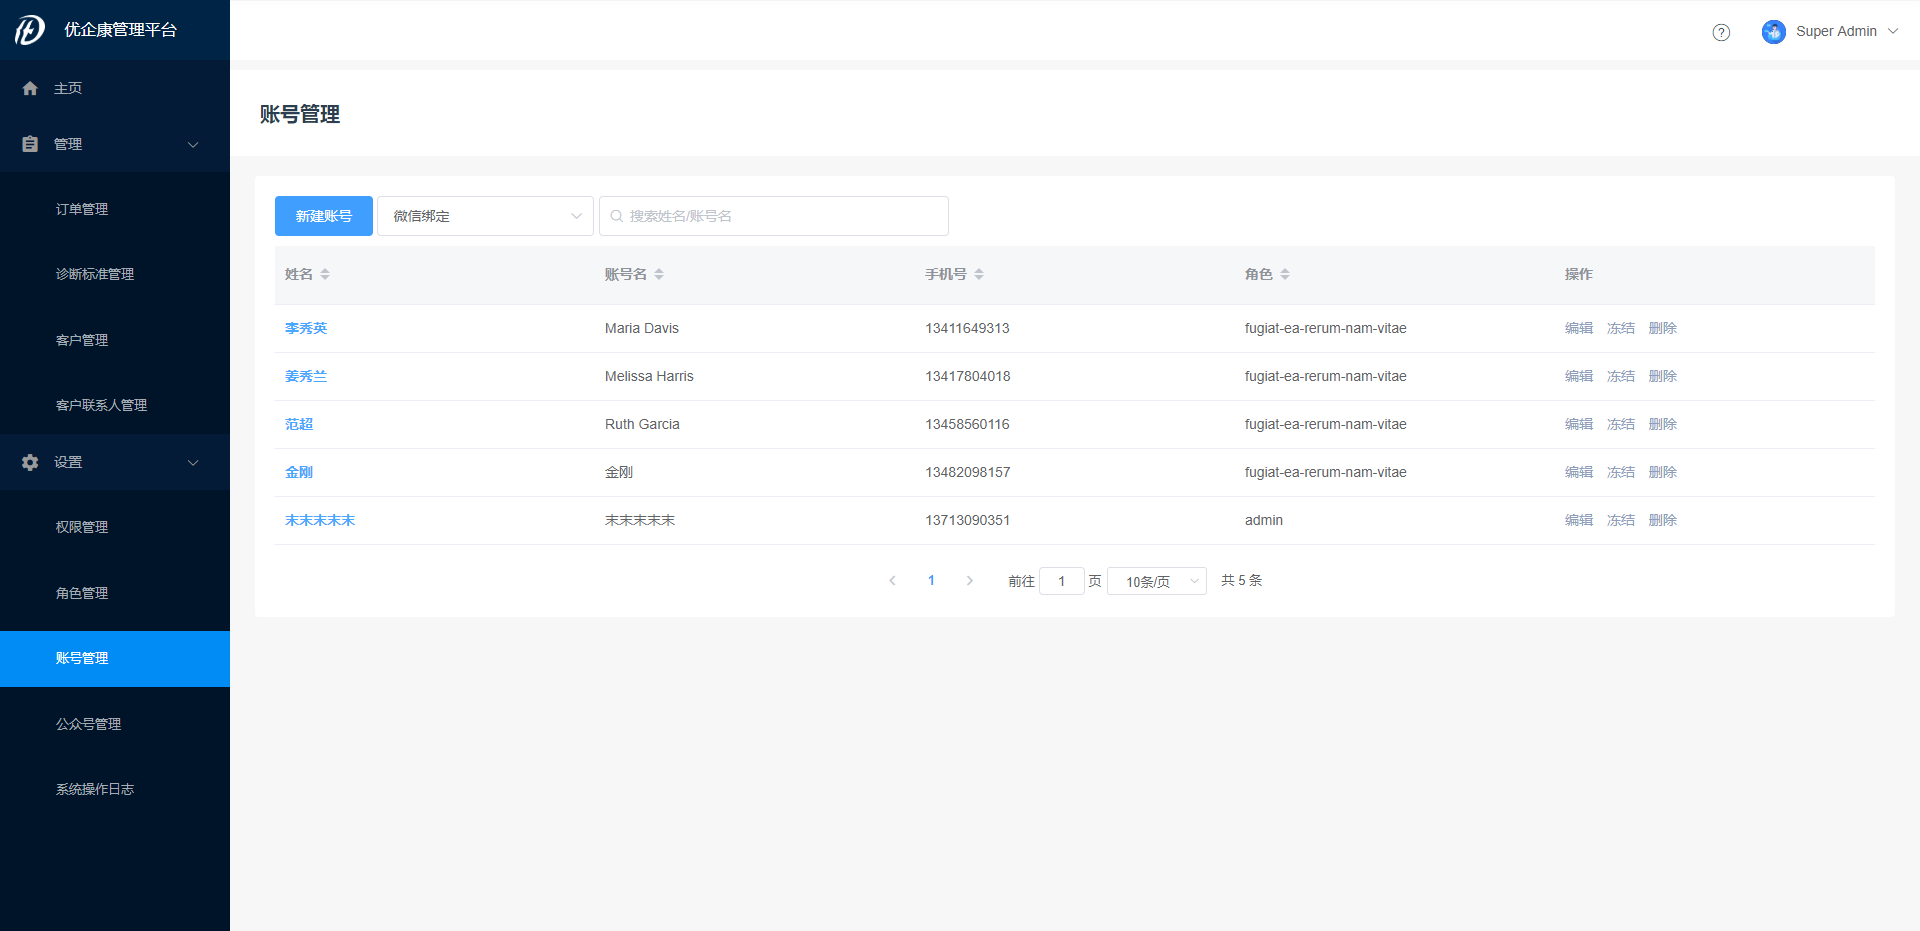 优企康管理平台
Super Admin
主页
管理
订单管理
诊断标准管理
客户管理
客户联系人管理
设置
权限管理
角色管理
账号管理
公众号管理
系统操作日志
账号管理
新建账号 微信绑定 搜索姓名/账号名
姓名 账号名 手机号 角色 操作
李秀英 Maria Davis 13411649313 fugiat-ea-rerum-nam-vitae 编辑 冻结 删除
姜秀兰 Melissa Harris 13417804018 fugiat-ea-rerum-nam-vitae 编辑 冻结 删除
范超 Ruth Garcia 13458560116 fugiat-ea-rerum-nam-vitae 编辑 冻结 删除
金刚 金刚 13482098157 fugiat-ea-rerum-nam-vitae 编辑 冻结 删除
末末末末末 末末末末末 13713090351 admin 编辑 冻结 删除
1 前往 1 页 10条/页 共 5 条